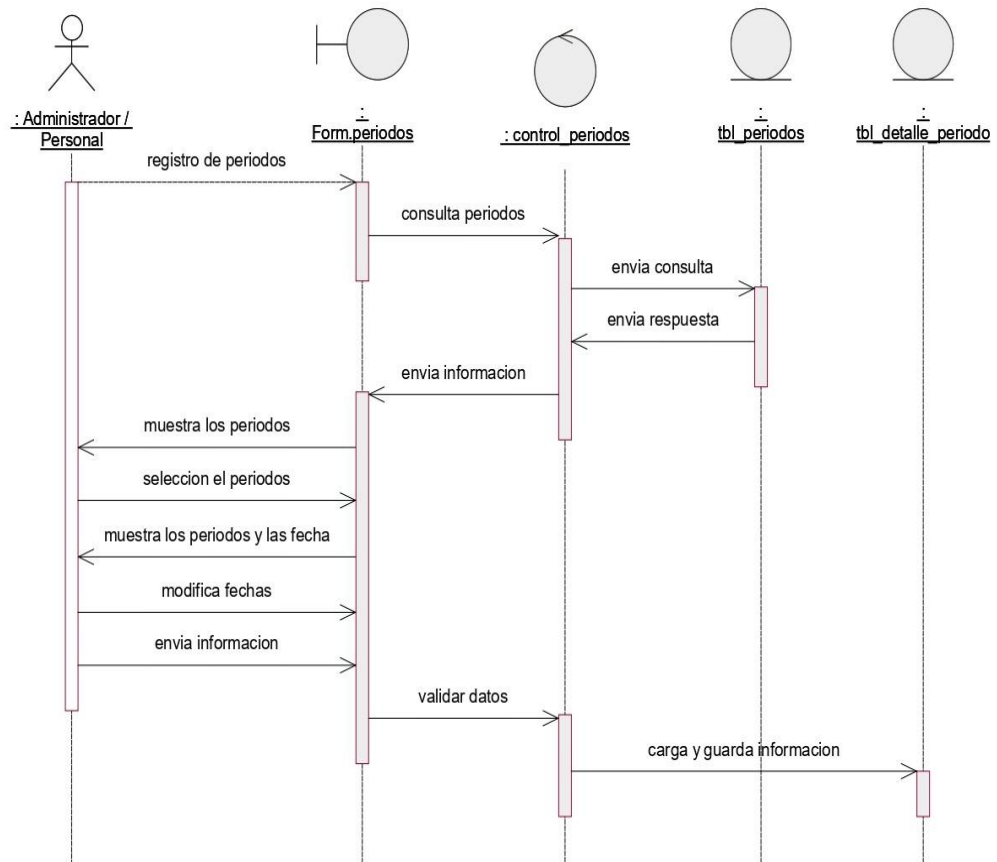 : Administrador /
Personal
:
Form.periodos
: control_periodos
:
tbl_periodos
:
tbl_detalle_periodo
registro de periodos
consulta periodos
envia consulta
envia respuesta
envia informacion
muestra los periodos
seleccion el periodos
muestra los periodos y las fecha
modifica fechas
envia informacion
validar datos
carga y guarda informacion